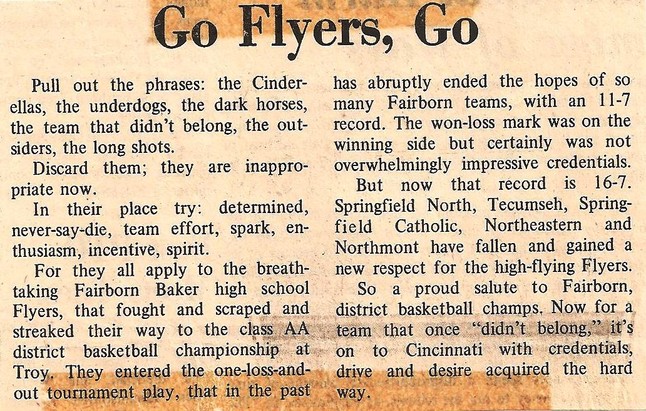 Go Flyers, Go
Pull out the phrases: the Cinder-
ellas, the underdogs, the dark horses,
the team that didn't belong, the out-
siders, the long shots.
Discard them; they are inappro-
priate now.
In their place try: determined,
never-say-die, team effort, spark, en-
thusiasm, incentive, spirit.
For they all apply to the breath-
taking Fairborn Baker high school
Flyers, that fought and scraped and
streaked their way to the class AA
district basketball championship at
Troy. They entered the one-loss-and-
out tournament play, that in the past
has abruptly ended the hopes of so
many Fairborn teams, with an 11-7
record. The won-loss mark was on the
winning side but certainly was not
overwhelmingly impressive credentials.
But now that record is 16-7.
Springfield North, Tecumseh, Spring-
field Catholic, Northeastern and
Northmont have fallen and gained a
new respect for the high-flying Flyers.
So a proud salute to Fairborn,
district basketball champs. Now for a
team that once "didn't belong," it's
on to Cincinnati with credentials,
drive and desire acquired the hard
way.